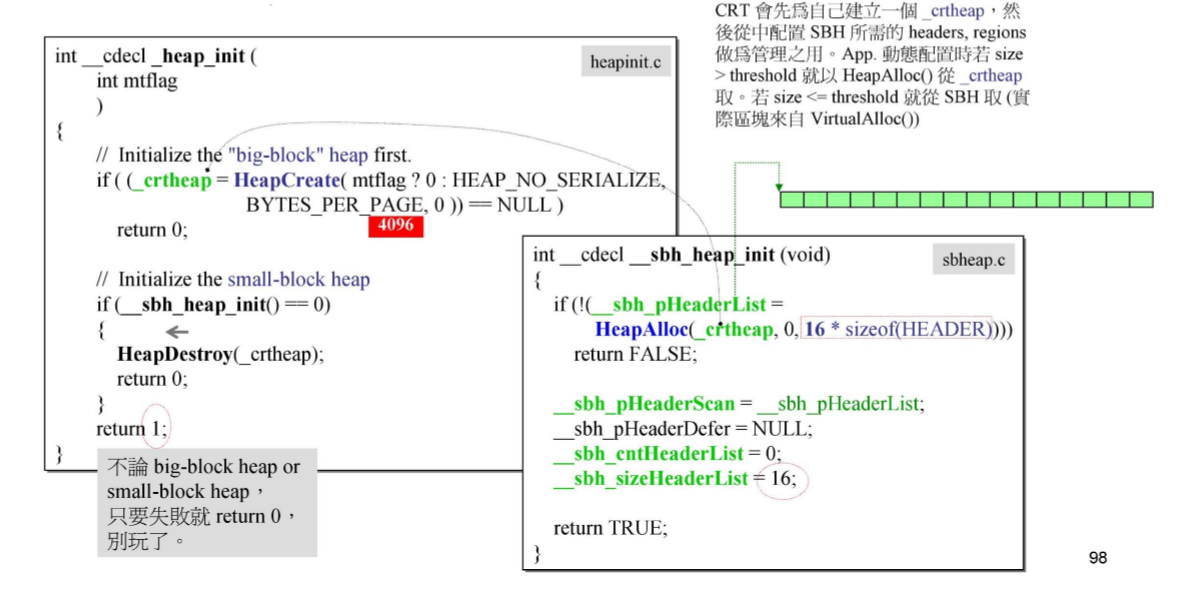 CRT 會先為自己建立一個 _crtheap，然
後從中配置 SBH 所需的 headers, regions
做為管理之用。App. 動態配置時若 size
> threshold 就以 HeapAlloc() 從 _crtheap
取。若 size <= threshold 就從 SBH 取 (實
際區塊來自 VirtualAlloc())
int __cdecl _heap_init (
heapinit.c
int mtflag
)
{
// Initialize the "big-block" heap first.
if ( (_crtheap = HeapCreate( mtflag ? 0 : HEAP_NO_SERIALIZE,
BYTES_PER_PAGE, 0 )) == NULL )
4096
return 0;
// Initialize the small-block heap
if (__sbh_heap_init() == 0)
{
HeapDestroy(_crtheap);
return 0;
}
return 1;
}
不論 big-block heap or
small-block heap，
只要失敗就 return 0，
別玩了。
int __cdecl __sbh_heap_init (void)
sbheap.c
{
if (!(__sbh_pHeaderList =
HeapAlloc(_crtheap, 0, 16 * sizeof(HEADER))))
return FALSE;
__sbh_pHeaderScan = __sbh_pHeaderList;
__sbh_pHeaderDefer = NULL;
__sbh_cntHeaderList = 0;
__sbh_sizeHeaderList = 16;
return TRUE;
}
98